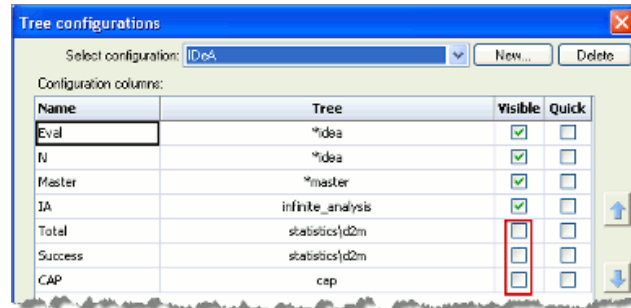 Tree configurations
Select configuration: IDeA New... Delete
Configuration columns:
Name Tree Visible Quick
Eval *idea
N *idea
Master *master
IA infinite_analysis
Total statistics\d2m
Success statistics\d2m
CAP cap